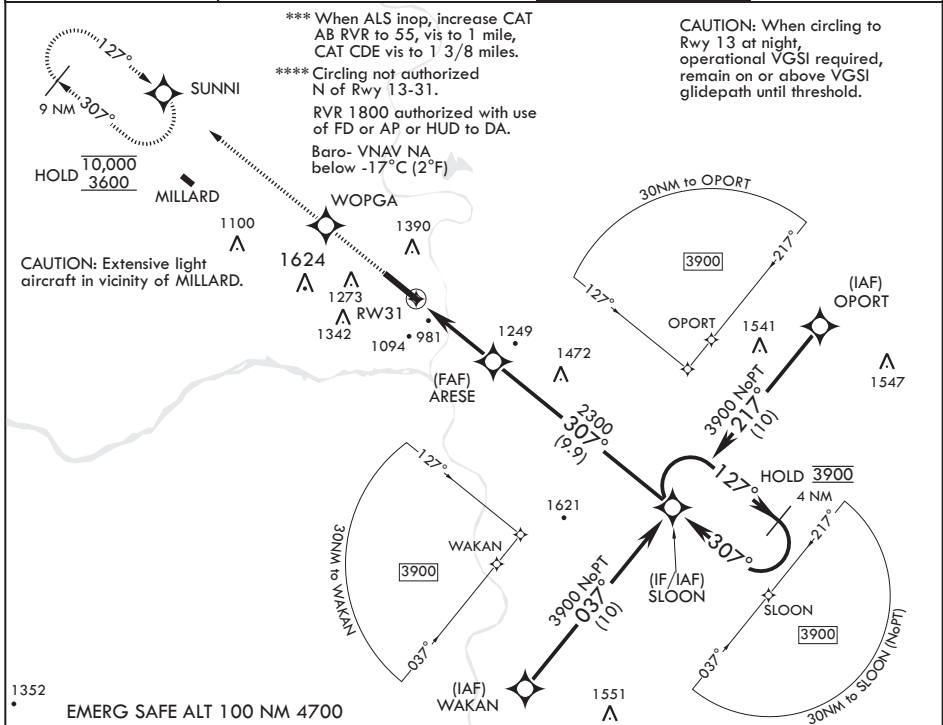 *** When ALS inop, increase CAT
AB RVR to 55, vis to 1 mile,
CAT CDE vis to 1 3/8 miles.
**** Circling not authorized
N of Rwy 13-31.
RVR 1800 authorized with use
of FD or AP or HUD to DA.
Baro- VNAV NA
below -17°C (2°F)
CAUTION: When circling to
Rwy 13 at night,
operational VGSI required,
remain on or above VGSI
glidepath until threshold.
127°
SUNNI
9 NM
307°
HOLD 10,000
3600
MILLARD
WOPGA
1100
1390
CAUTION: Extensive light
aircraft in vicinity of MILLARD.
1624
1273
RW31
1342
1094
981
1249
(FAF)
ARESE
1472
30NM to OPORT
3900
217°
127°
OPORT
(IAF)
OPORT
1541
1547
3900 NoPT
217°
(10)
2300
307°
(9.9)
127°
HOLD 3900
4 NM
307°
(IF/IAF)
SLOON
1621
127°
30NM to WAKAN
WAKAN
3900
037°
3900 NoPT
037°
(10)
217°
SLOON
3900
037°
30NM to SLOON (NoPT)
(IAF)
WAKAN
1551
1352
EMERG SAFE ALT 100 NM 4700